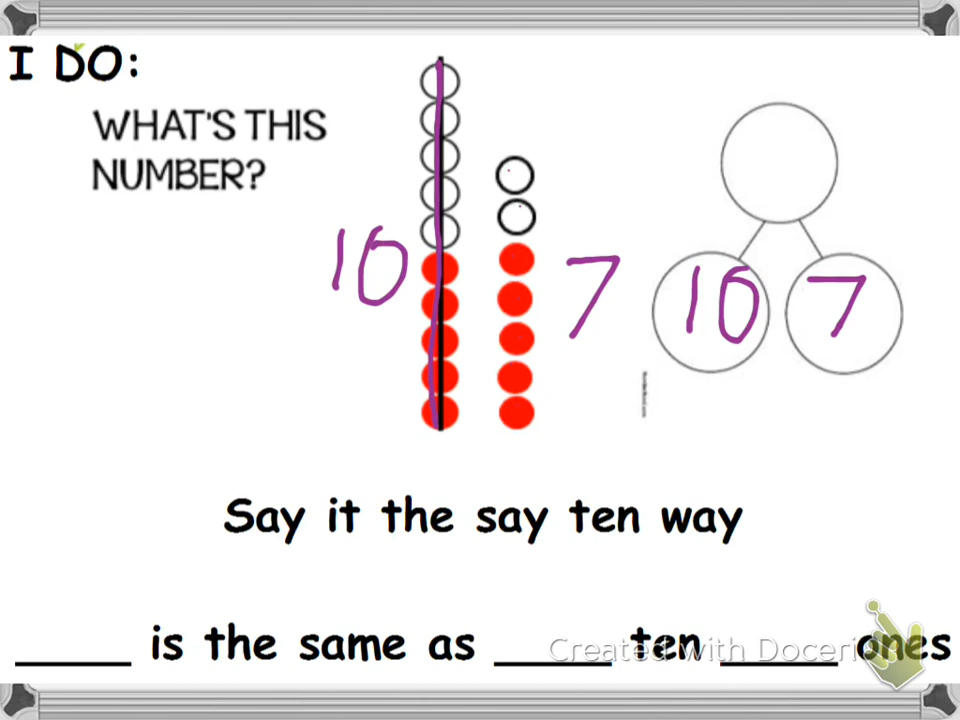 I DO:
WHAT'S THIS
NUMBER?
10
7
10 7
Say it the say ten way
_____ is the same as _____ ten _____ ones
Created with Doceri